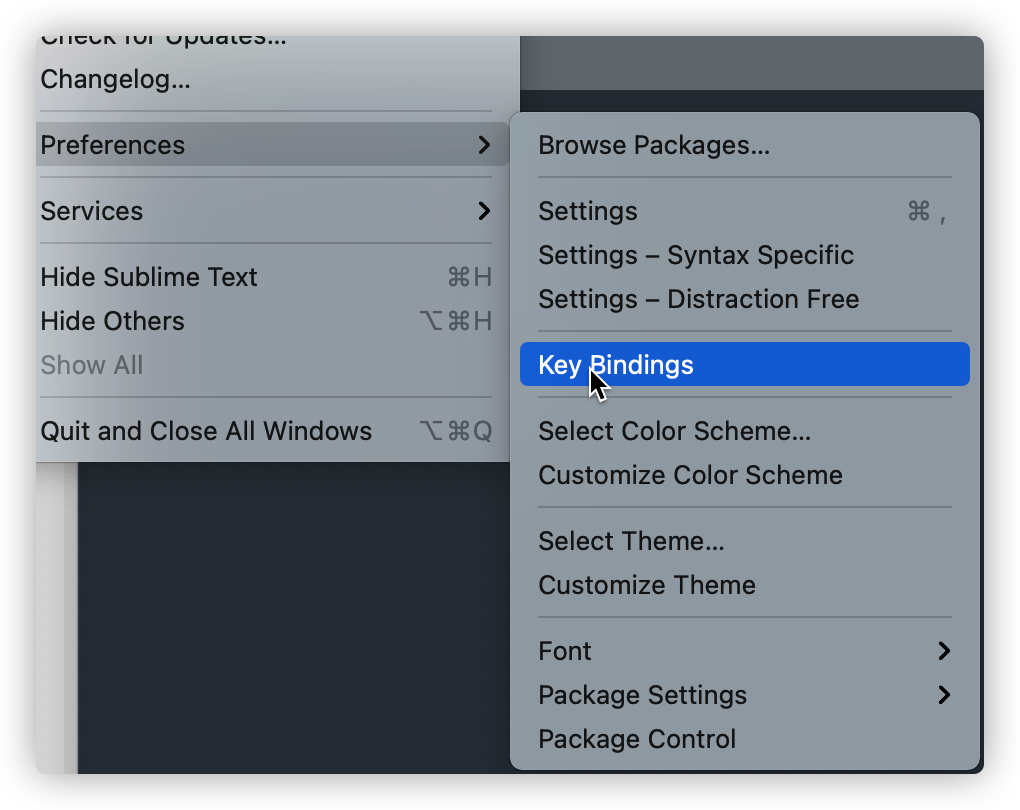 Check for Updates...
Changelog...
Preferences
Services
Hide Sublime Text ⌘H
Hide Others ⌥⌘H
Show All
Quit and Close All Windows ⌥⌘Q
Browse Packages...
Settings ⌘ ,
Settings – Syntax Specific
Settings – Distraction Free
Key Bindings
Select Color Scheme...
Customize Color Scheme
Select Theme...
Customize Theme
Font
Package Settings
Package Control